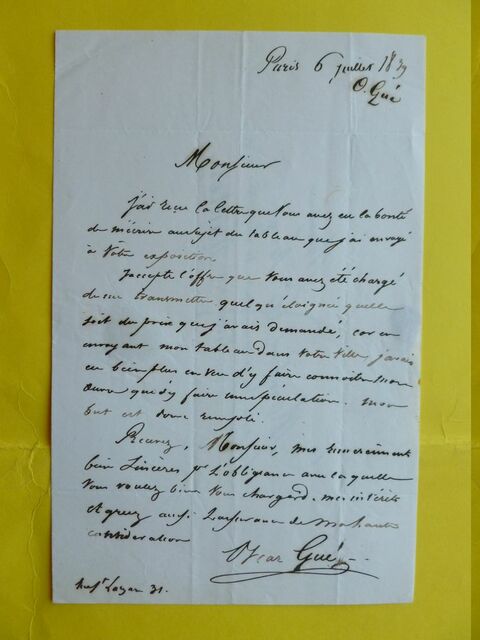 Paris 6 juillet 1839
O. Gué
Monsieur
J'ai reçu la lettre que Vous avez eu la bonté
de m'écrire au sujet du tableau que j'ai envoyé
à Votre exposition
J'accepte l'offre que Vous avez été chargé
de me transmettre quelqu'éloignée quelle
soit du prix que j'avais demandé, car en
envoyant mon tableau dans Votre Ville j'avais
eu bien plus en vue d'y faire connoitre mon
Œuvre que d'y faire une spéculation. mon
but est donc rempli.
Recevez, Monsieur, mes remerciments
bien Sincères pr L'obligeance avec laquelle
Vous voulez bien Vous charger de mes intérêts
et agréez aussi L'assurance de ma haute
considération
Oscar Gué
rue St Lazare 31.